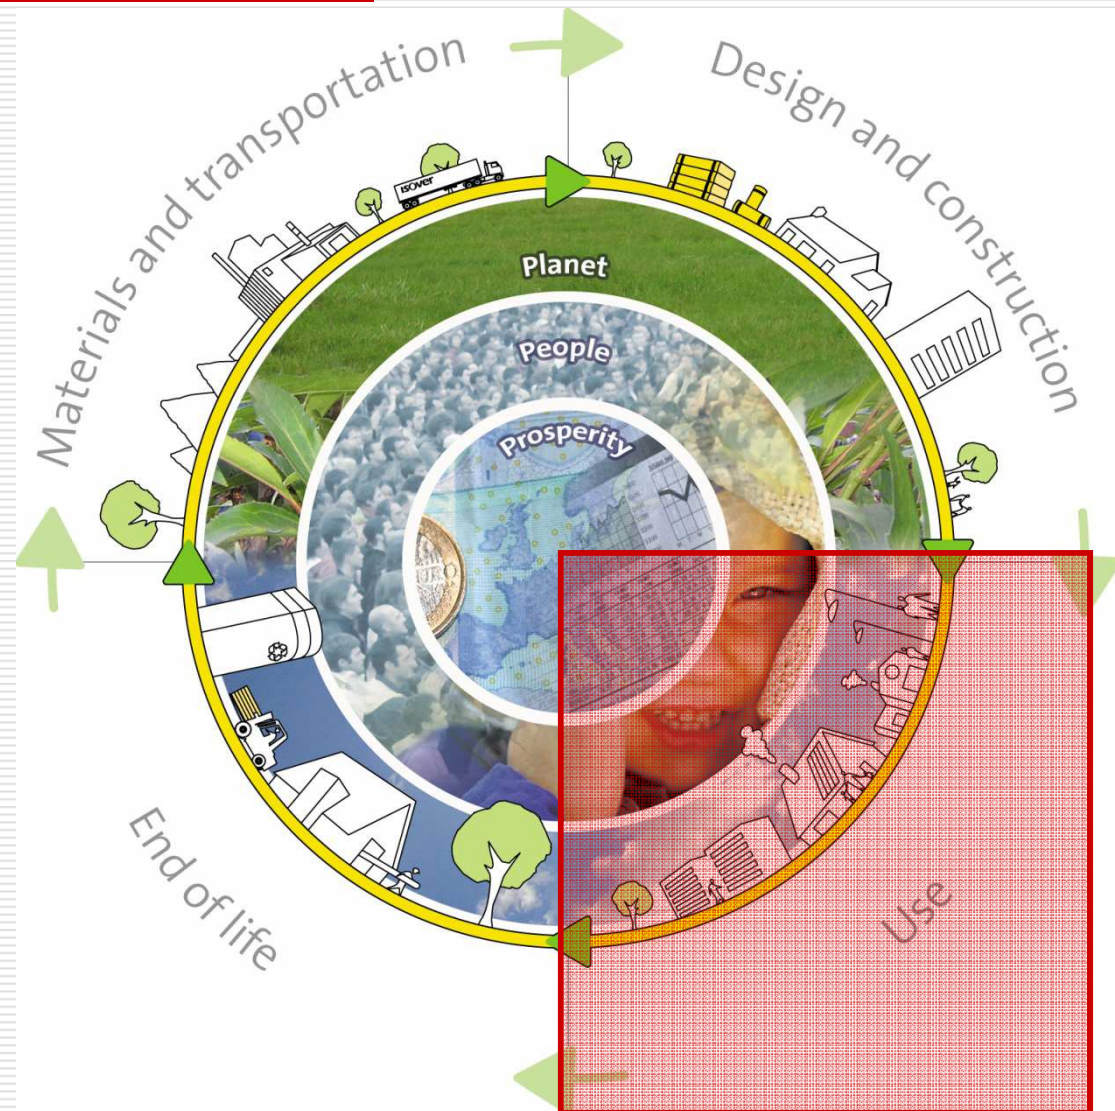 Materials and transportation
Design and construction
isover
Planet
People
Prosperity
End of life
Use